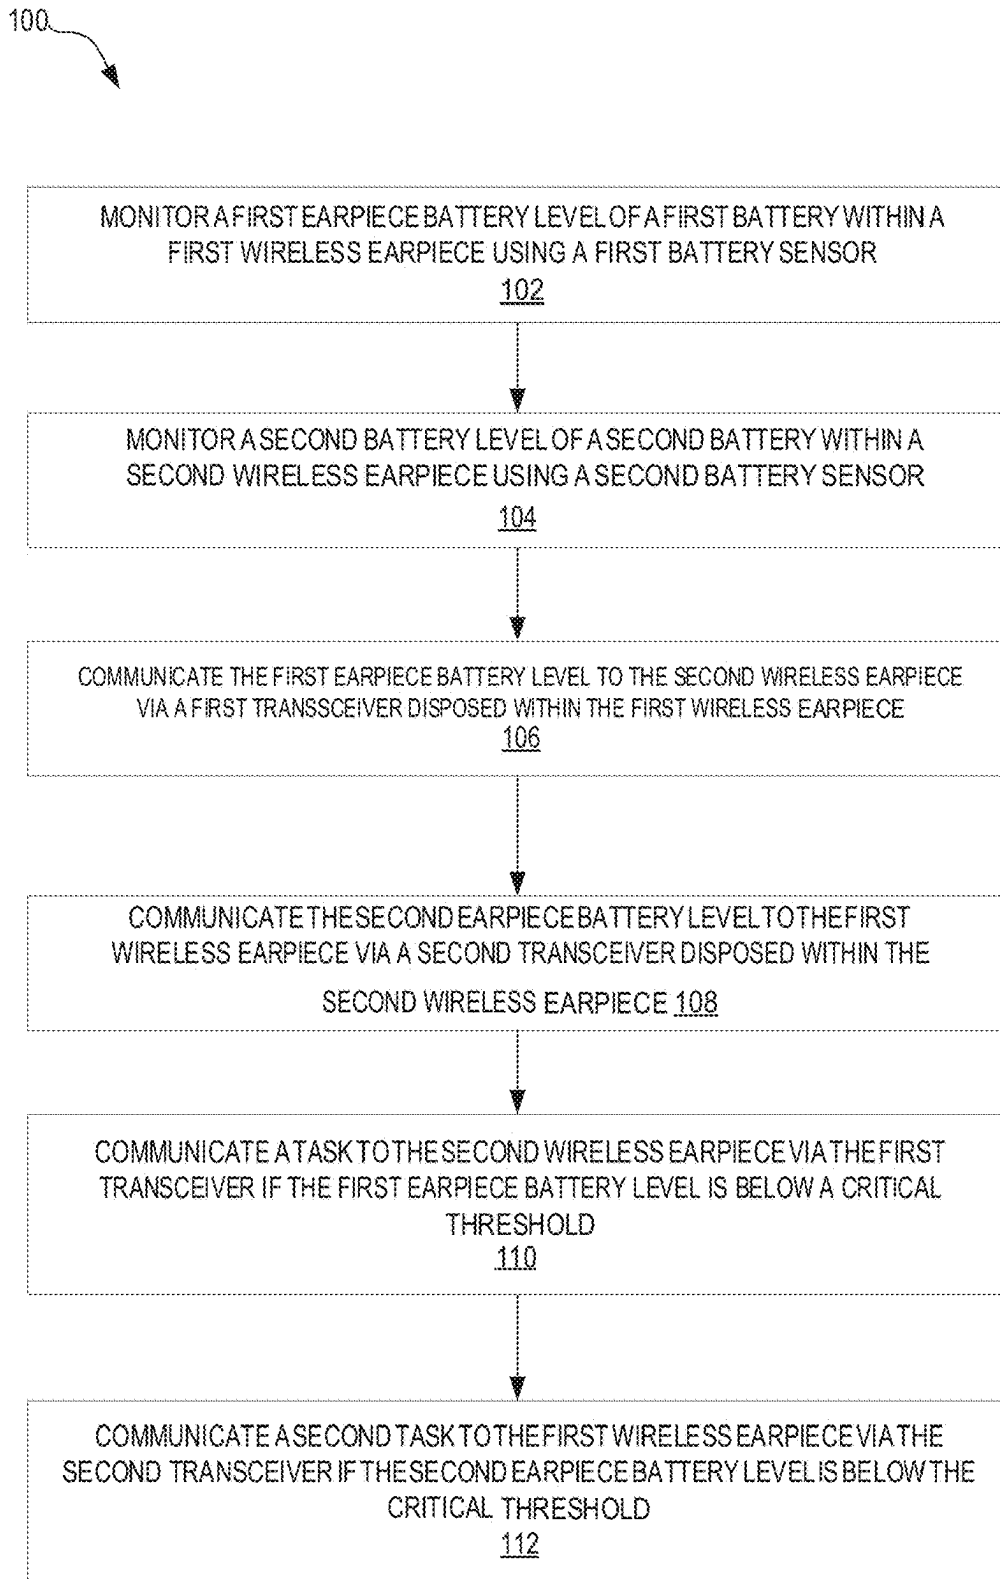 100
MONITOR A FIRST EARPIECE BATTERY LEVEL OF A FIRST BATTERY WITHIN A
FIRST WIRELESS EARPIECE USING A FIRST BATTERY SENSOR
102
MONITOR A SECOND BATTERY LEVEL OF A SECOND BATTERY WITHIN A
SECOND WIRELESS EARPIECE USING A SECOND BATTERY SENSOR
104
COMMUNICATE THE FIRST EARPIECE BATTERY LEVEL TO THE SECOND WIRELESS EARPIECE
VIA A FIRST TRANSSCEIVER DISPOSED WITHIN THE FIRST WIRELESS EARPIECE
106
COMMUNICATE THE SECOND EARPIECE BATTERY LEVEL TO THE FIRST
WIRELESS EARPIECE VIA A SECOND TRANSCEIVER DISPOSED WITHIN THE
SECOND WIRELESS EARPIECE 108
COMMUNICATE A TASK TO THE SECOND WIRELESS EARPIECE VIA THE FIRST
TRANSCEIVER IF THE FIRST EARPIECE BATTERY LEVEL IS BELOW A CRITICAL
THRESHOLD
110
COMMUNICATE A SECOND TASK TO THE FIRST WIRELESS EARPIECE VIA THE
SECOND TRANSCEIVER IF THE SECOND EARPIECE BATTERY LEVEL IS BELOW THE
CRITICAL THRESHOLD
112